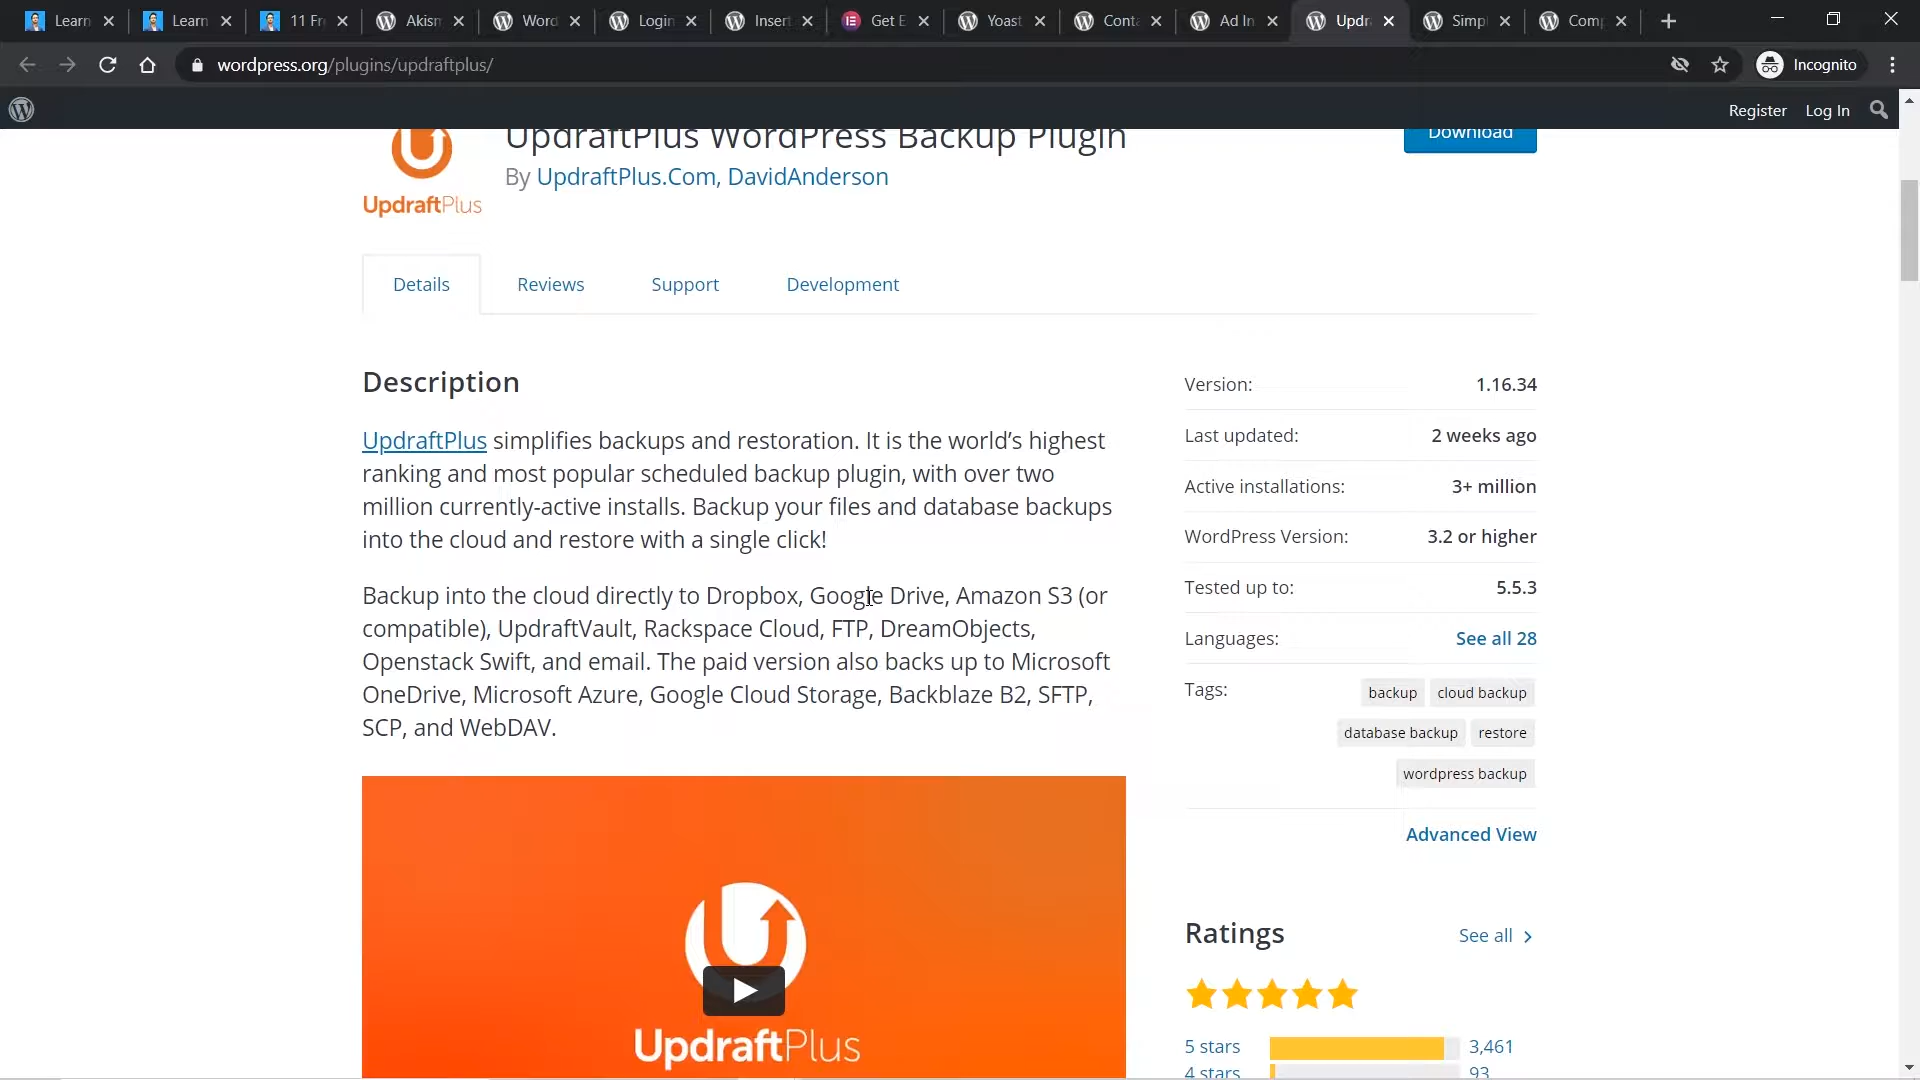 Learn
Learn
11 Fr
Akism
Word
Login
Insert
Get E
Yoast
Conta
Ad In
Updra
Simpl
Comp
wordpress.org/plugins/updraftplus/
Incognito
Register Log In
UpdraftPlus WordPress Backup Plugin
Download
By UpdraftPlus.Com, DavidAnderson
UpdraftPlus
Details Reviews Support Development
Description
UpdraftPlus simplifies backups and restoration. It is the world’s highest
ranking and most popular scheduled backup plugin, with over two
million currently-active installs. Backup your files and database backups
into the cloud and restore with a single click!
Backup into the cloud directly to Dropbox, Google Drive, Amazon S3 (or
compatible), UpdraftVault, Rackspace Cloud, FTP, DreamObjects,
Openstack Swift, and email. The paid version also backs up to Microsoft
OneDrive, Microsoft Azure, Google Cloud Storage, Backblaze B2, SFTP,
SCP, and WebDAV.
UpdraftPlus
Version: 1.16.34
Last updated: 2 weeks ago
Active installations: 3+ million
WordPress Version: 3.2 or higher
Tested up to: 5.5.3
Languages: See all 28
Tags: backup cloud backup
database backup restore
wordpress backup
Advanced View
Ratings See all
5 stars 3,461
4 stars 93